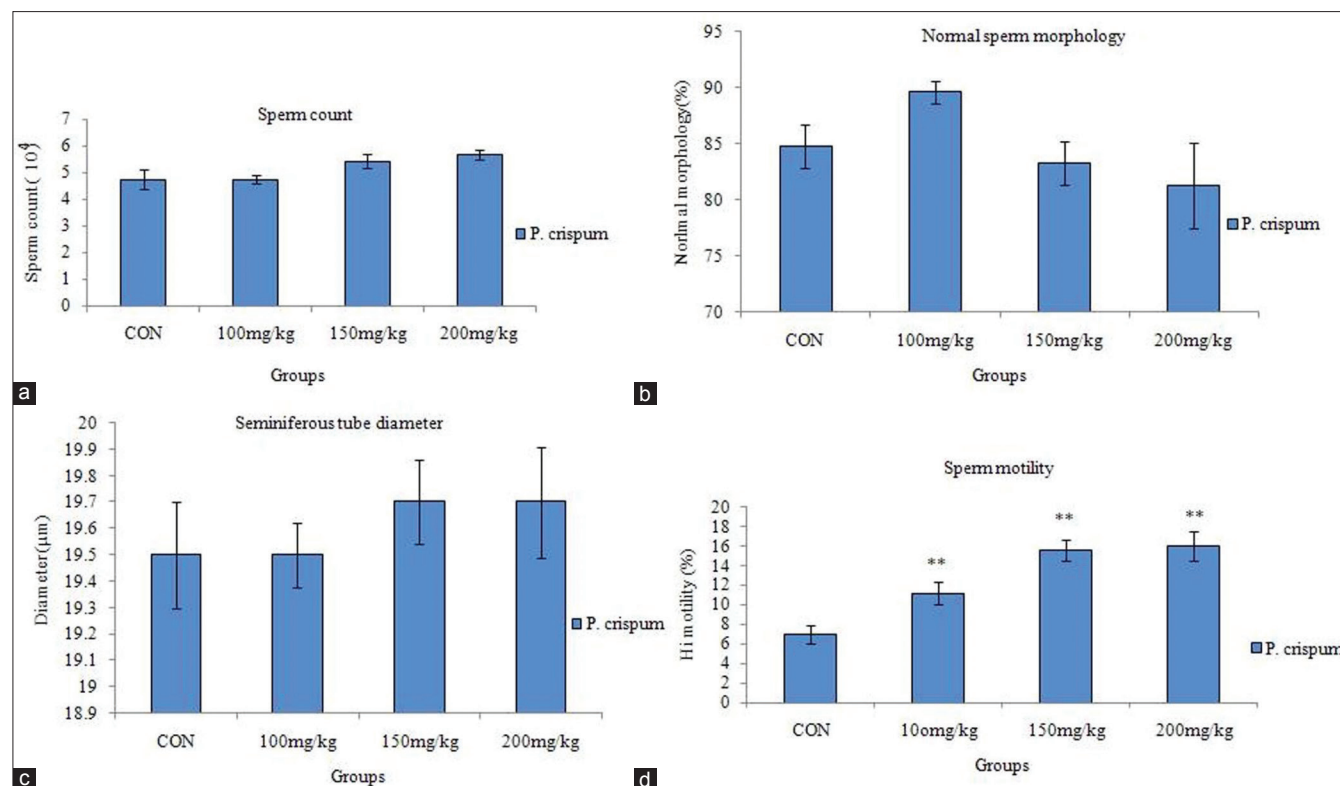 Sperm count
Sperm count( 10⁴
7
6
5
4
3
2
1
0
CON
100mg/kg
150mg/kg
200mg/kg
Groups
P. crispum
a
Normal sperm morphology
Norlmal morphology(%)
95
90
85
80
75
70
CON
100mg/kg
150mg/kg
200mg/kg
Groups
P. crispum
b
Seminiferous tube diameter
Diameter(µm)
20
19.9
19.8
19.7
19.6
19.5
19.4
19.3
19.2
19.1
19
18.9
CON
100mg/kg
150mg/kg
200mg/kg
Groups
P. crispum
c
Sperm motility
Hi motility (%)
20
18
16
14
12
10
8
6
4
2
0
**
**
**
CON
10omg/kg
150mg/kg
200mg/kg
Groups
P. crispum
d